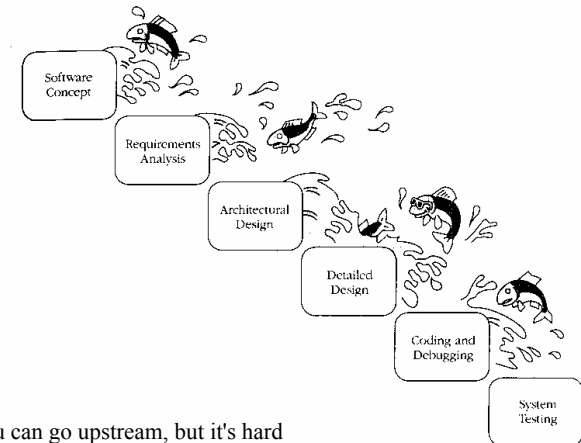 Software
Concept
Requirements
Analysis
Architectural
Design
Detailed
Design
Coding and
Debugging
System
Testing
can go upstream, but it's hard